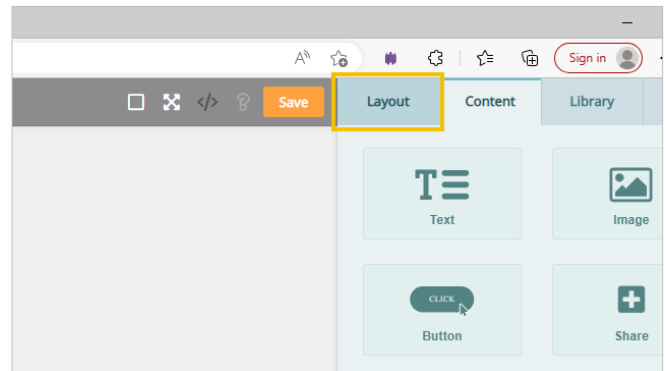 A
Sign in
</>
?
Save
Layout
Content
Library
T
Text
Image
CLICK
Button
Share